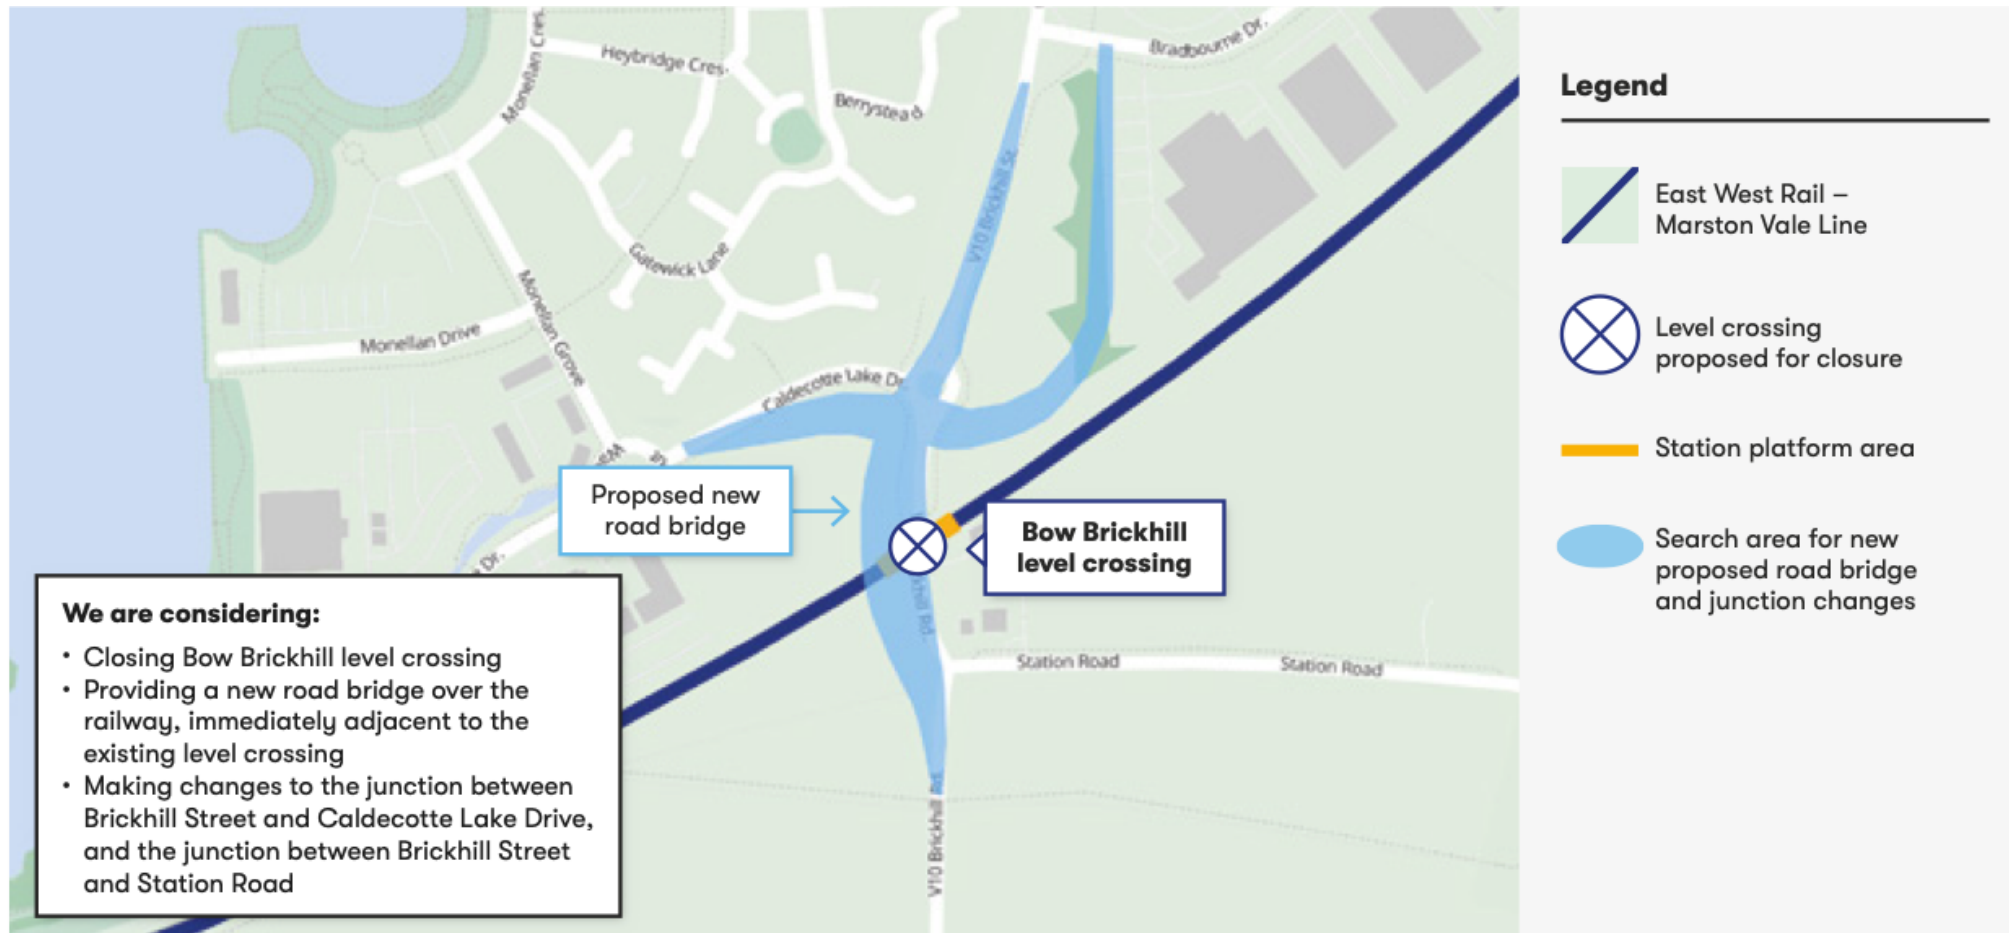 Heybridge Cres.
Monellan Cres.
Bradbourne Dr.
Berrystead
V10 Brickhill St.
Gatewick Lane
Monellan Grove
Monellan Drive
Caldecotte Lake Dr
Proposed new
road bridge
Bow Brickhill
level crossing
Dr.
Station Road
Station Road
V10 Brickhill Rd.
We are considering:
• Closing Bow Brickhill level crossing
• Providing a new road bridge over the
railway, immediately adjacent to the
existing level crossing
• Making changes to the junction between
Brickhill Street and Caldecotte Lake Drive,
and the junction between Brickhill Street
and Station Road
Legend
East West Rail –
Marston Vale Line
Level crossing
proposed for closure
Station platform area
Search area for new
proposed road bridge
and junction changes